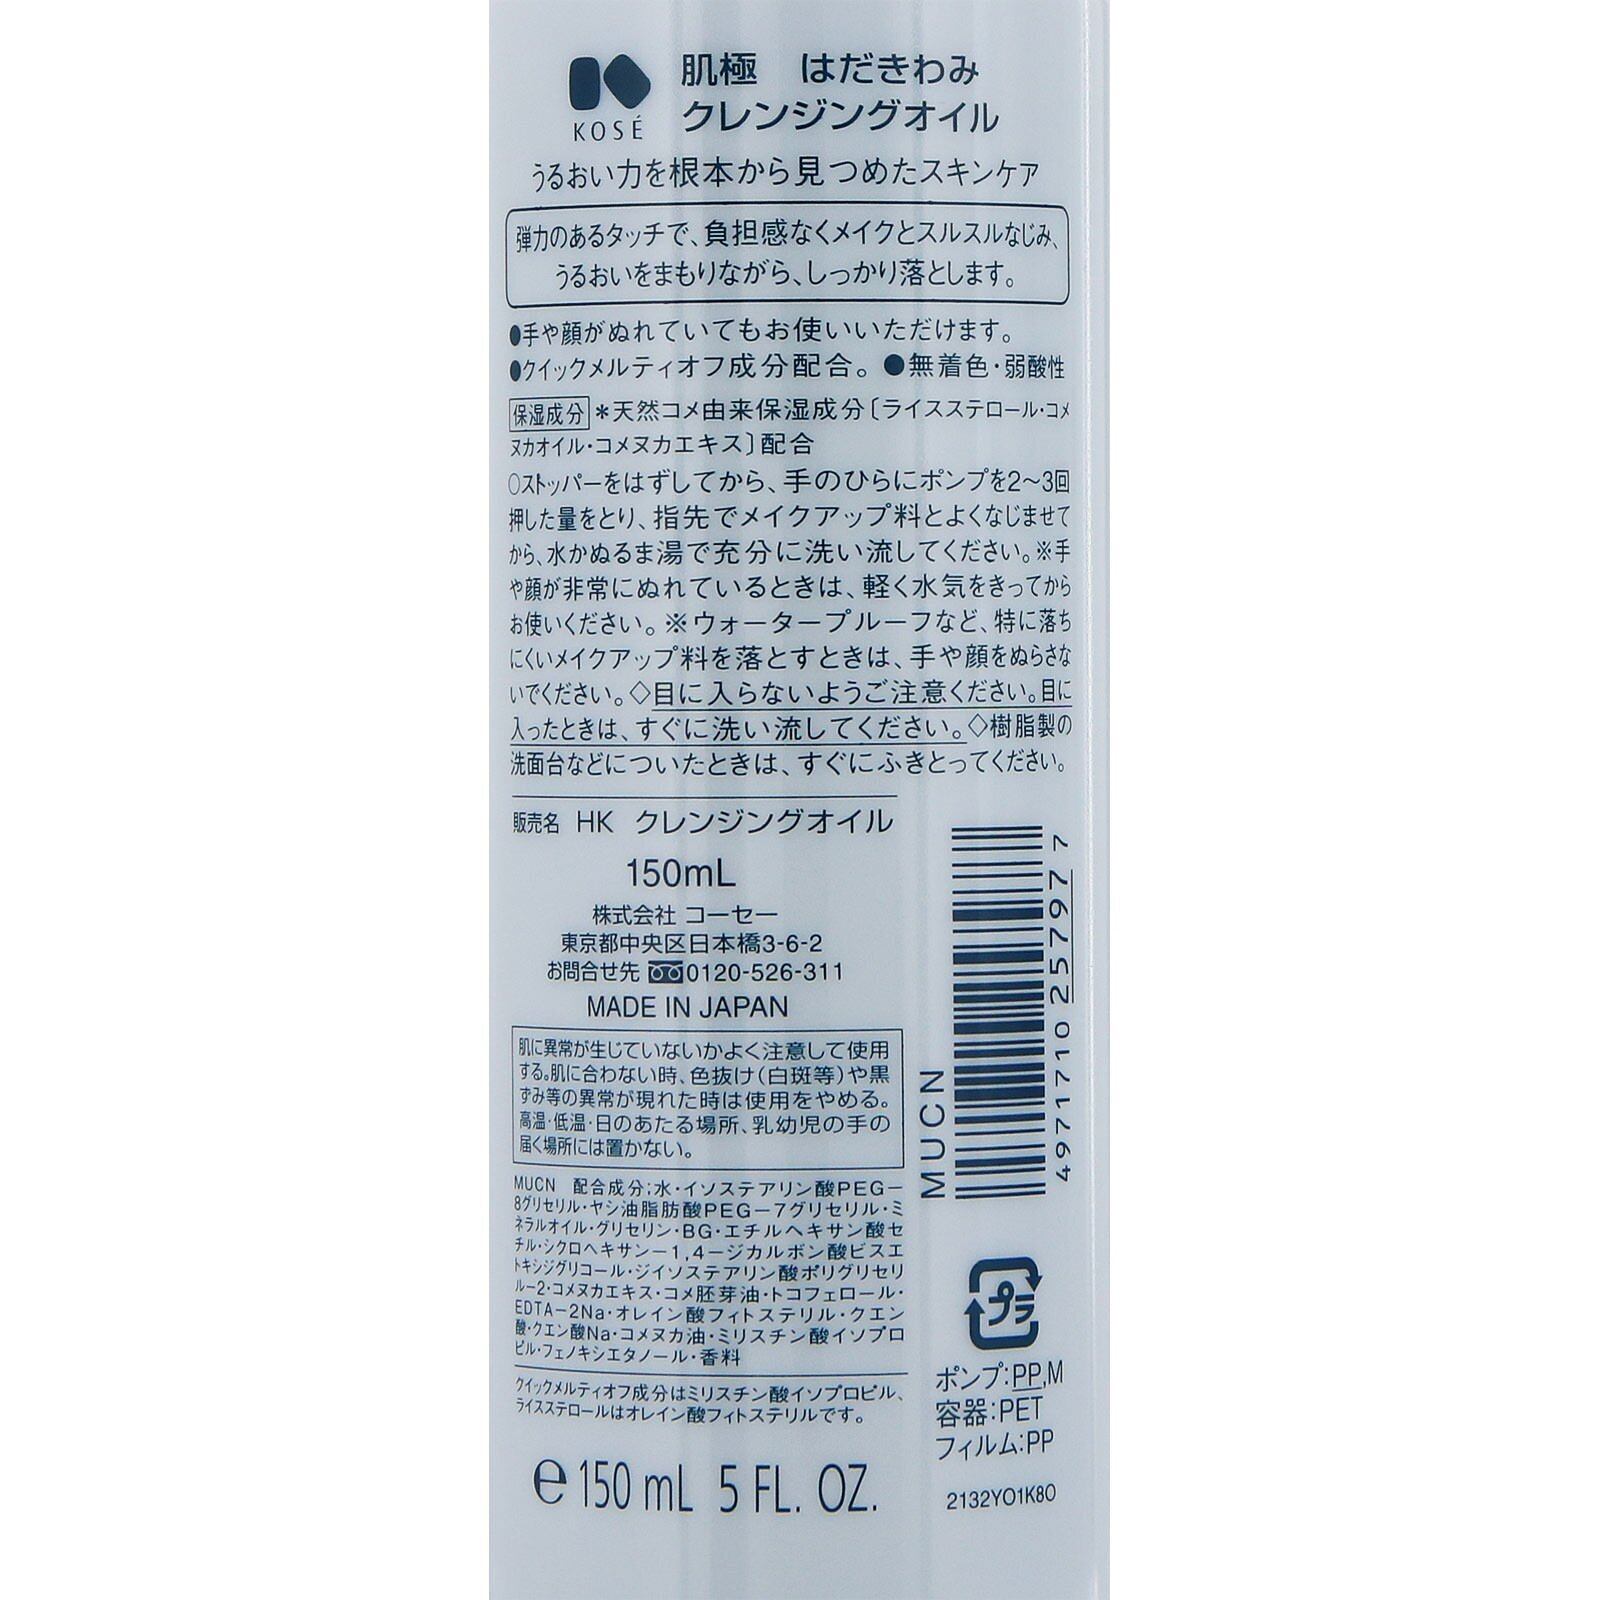 肌極　はだきわみ
KOSÉ クレンジングオイル
うるおい力を根本から見つめたスキンケア
弾力のあるタッチで、負担感なくメイクとスルスルなじみ、
うるおいをまもりながら、しっかり落とします。
●手や顔がぬれていてもお使いいただけます。
●クイックメルティオフ成分配合。●無着色・弱酸性
保湿成分 *天然コメ由来保湿成分〔ライスステロール・コメ
ヌカオイル・コメヌカエキス〕配合
○ストッパーをはずしてから、手のひらにポンプを2～3回
押した量をとり、指先でメイクアップ料とよくなじませて
から、水かぬるま湯で充分に洗い流してください。※手
や顔が非常にぬれているときは、軽く水気をきってから
お使いください。※ウォータープルーフなど、特に落ち
にくいメイクアップ料を落とすときは、手や顔をぬらさな
いでください。◇目に入らないようご注意ください。目に
入ったときは、すぐに洗い流してください。◇樹脂製の
洗面台などについたときは、すぐにふきとってください。
販売名 HK クレンジングオイル
150mL
株式会社 コーセー
東京都中央区日本橋3-6-2
お問合せ先 0120-526-311
MADE IN JAPAN
肌に異常が生じていないかよく注意して使用
する。肌に合わない時、色抜け（白斑等）や黒
ずみ等の異常が現れた時は使用をやめる。
高温・低温・日のあたる場所、乳幼児の手の
届く場所には置かない。
MUCN 配合成分；水・イソステアリン酸PEG－
8グリセリル・ヤシ油脂肪酸PEG－7グリセリル・ミ
ネラルオイル・グリセリン・BG・エチルヘキサン酸セ
チル・シクロヘキサン－1,4－ジカルボン酸ビスエ
トキシジグリコール・ジイソステアリン酸ポリグリセリ
ル－2・コメヌカエキス・コメ胚芽油・トコフェロール・
EDTA－2Na・オレイン酸フィトステリル・クエン
酸・クエン酸Na・コメヌカ油・ミリスチン酸イソプロ
ピル・フェノキシエタノール・香料
クイックメルティオフ成分はミリスチン酸イソプロピル、
ライスステロールはオレイン酸フィトステリルです。
℮150 mL 5 FL. OZ.
MUCN
4971710 257977
プラ
ポンプ:PP,M
容器:PET
フィルム:PP
2132YO1K80